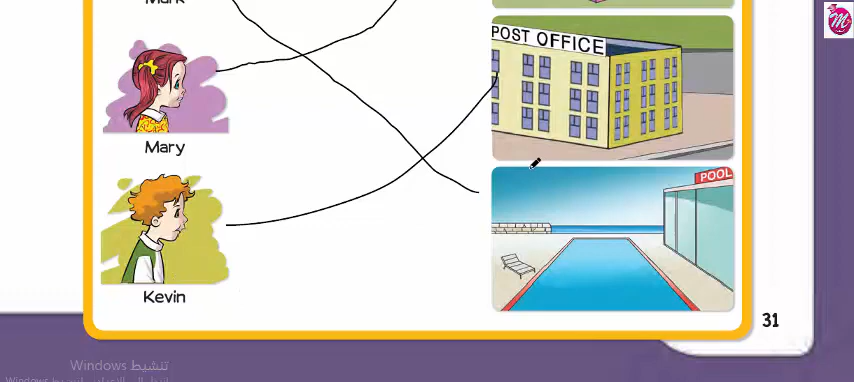 Mark
POST OFFICE
Mary
POOL
Kevin
31
تنشيط Windows